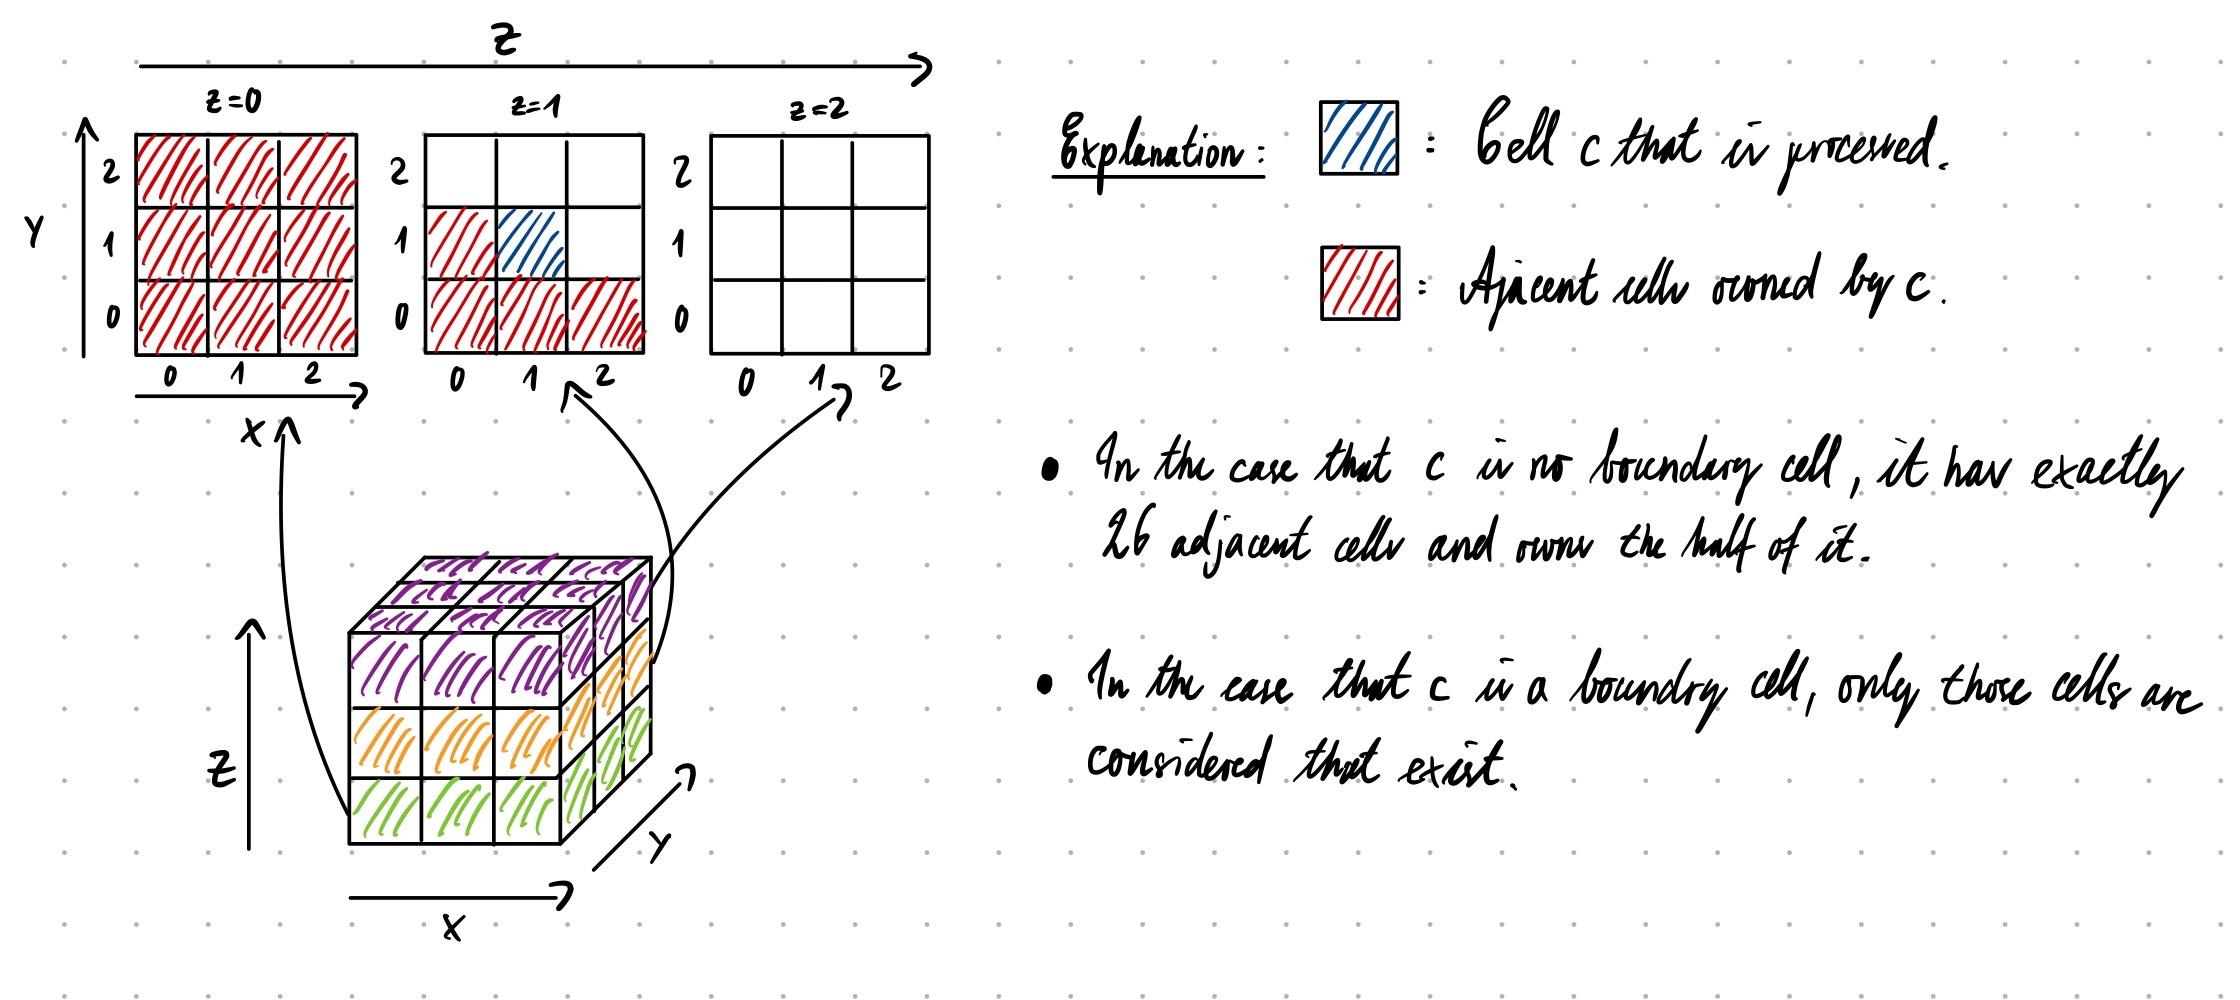 Z
z=0 z=1 z=2
Y
2 2 2
1 1 1
0 0 0
0 1 2 0 1 2 0 1 2
X
Z
Y
X
Explanation: : Cell c that is processed.
: Ajacent cells owned by c.
• In the case that c is no boundary cell, it has exactly
26 adjacent cells and owns the half of it.
• In the case that c is a boundry cell, only those cells are
considered that exist.